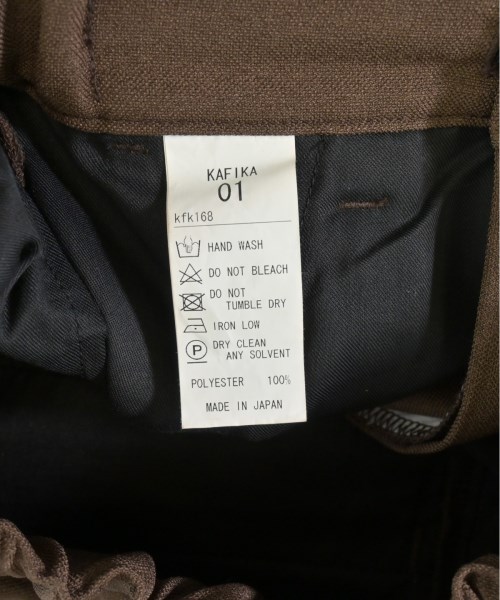 KAFIKA
01
kfk168
HAND WASH
DO NOT BLEACH
DO NOT
TUMBLE DRY
IRON LOW
P DRY CLEAN
ANY SOLVENT
POLYESTER 100%
MADE IN JAPAN